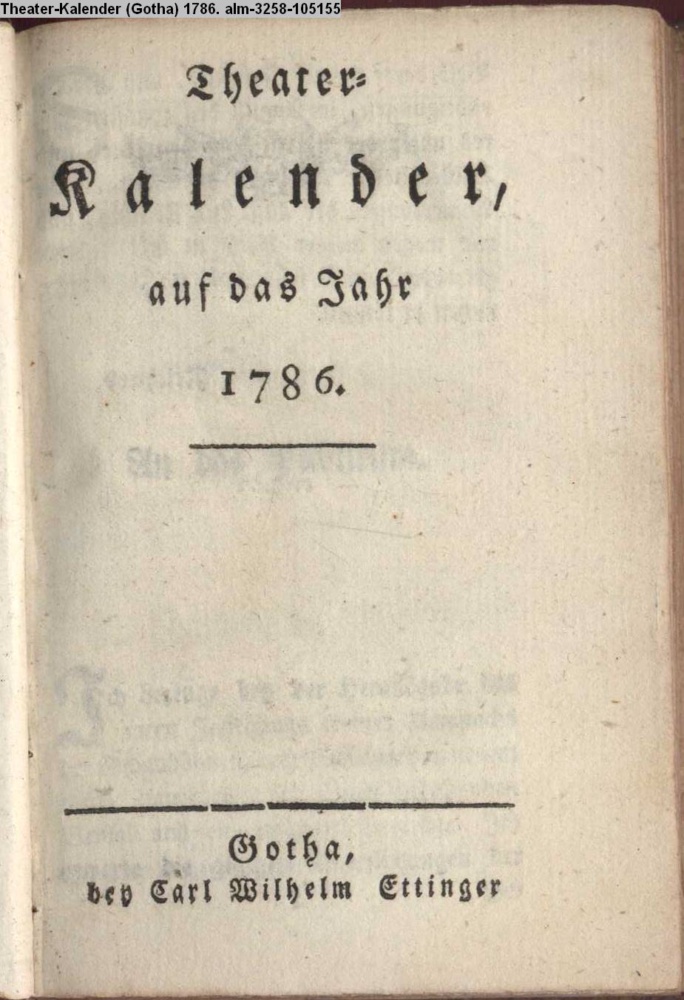 Theater-Kalender (Gotha) 1786. alm-3258-105155
Theater-
Kalender,
auf das Jahr
1786.
Gotha,
bey Carl Wilhelm Ettinger